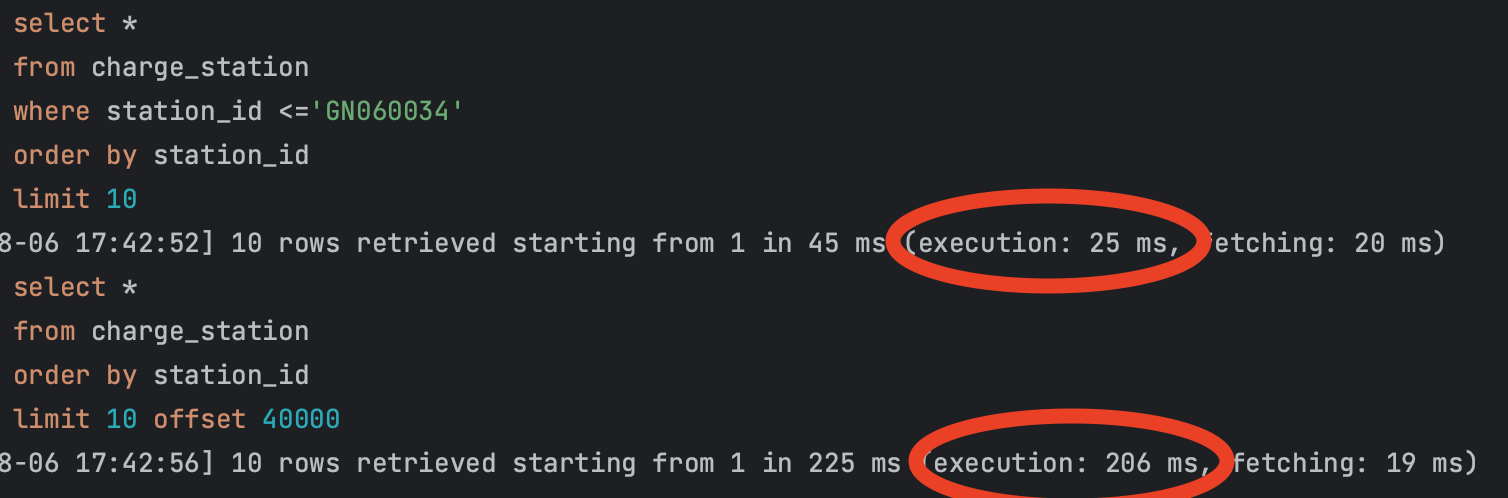 select *
from charge_station
where station_id <='GN060034'
order by station_id
limit 10
8-06 17:42:52] 10 rows retrieved starting from 1 in 45 ms (execution: 25 ms, fetching: 20 ms)
select *
from charge_station
order by station_id
limit 10 offset 40000
8-06 17:42:56] 10 rows retrieved starting from 1 in 225 ms (execution: 206 ms, fetching: 19 ms)